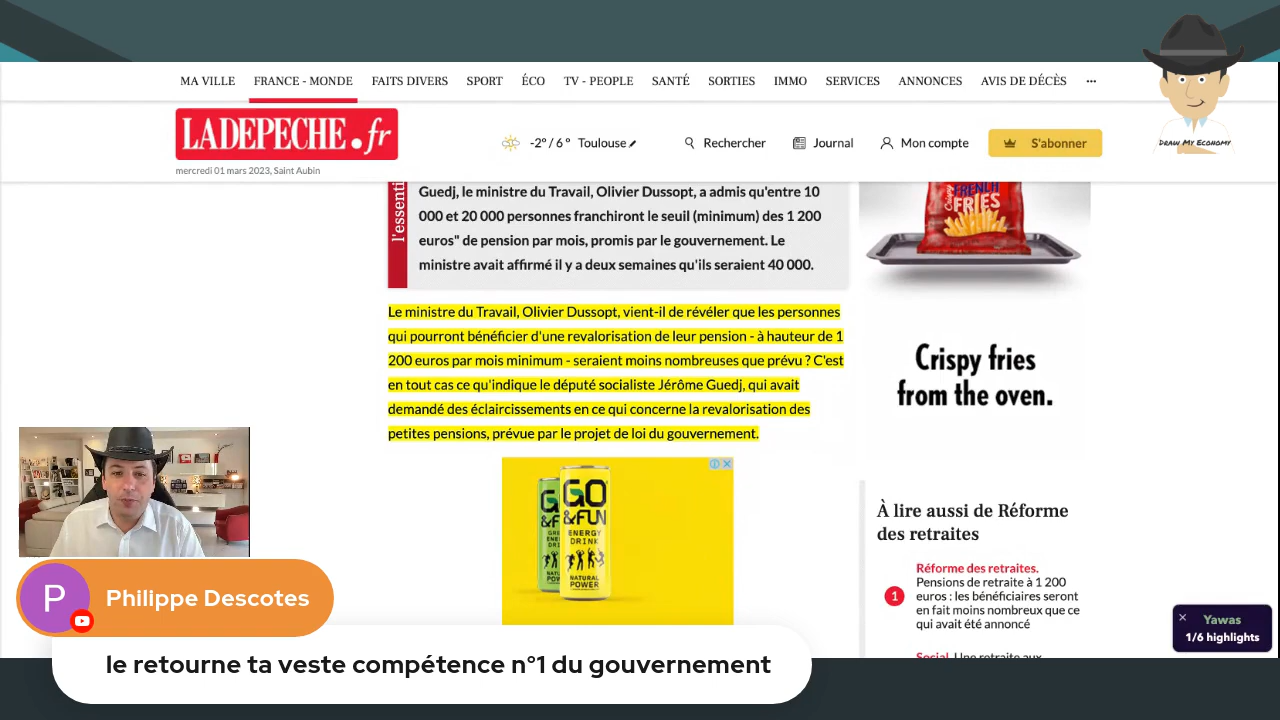 MA VILLE FRANCE - MONDE FAITS DIVERS SPORT ÉCO TV - PEOPLE SANTÉ SORTIES IMMO SERVICES ANNONCES AVIS DE DÉCÈS ...
DRAW MY ECONOMY
LADEPECHE.fr
-2° / 6 ° Toulouse
Rechercher
Journal
Mon compte
S'abonner
mercredi 01 mars 2023, Saint Aubin
l'essenti
Guedj, le ministre du Travail, Olivier Dussopt, a admis qu'entre 10
000 et 20 000 personnes franchiront le seuil (minimum) des 1 200
euros" de pension par mois, promis par le gouvernement. Le
ministre avait affirmé il y a deux semaines qu'ils seraient 40 000.
Le ministre du Travail, Olivier Dussopt, vient-il de révéler que les personnes
qui pourront bénéficier d'une revalorisation de leur pension - à hauteur de 1
200 euros par mois minimum - seraient moins nombreuses que prévu ? C'est
en tout cas ce qu'indique le député socialiste Jérôme Guedj, qui avait
demandé des éclaircissements en ce qui concerne la revalorisation des
petites pensions, prévue par le projet de loi du gouvernement.
Crispy
FRENCH
FRIES
Crispy fries
from the oven.
GO
&FUN
ENERGY
DRINK
NATURAL
POWER
À lire aussi de Réforme
des retraites
1
Réforme des retraites.
Pensions de retraite à 1 200
euros : les bénéficiaires seront
en fait moins nombreux que ce
qui avait été annoncé
Social. Une retraite aux
Yawas
1/6 highlights
P
Philippe Descotes
le retourne ta veste compétence n°1 du gouvernement